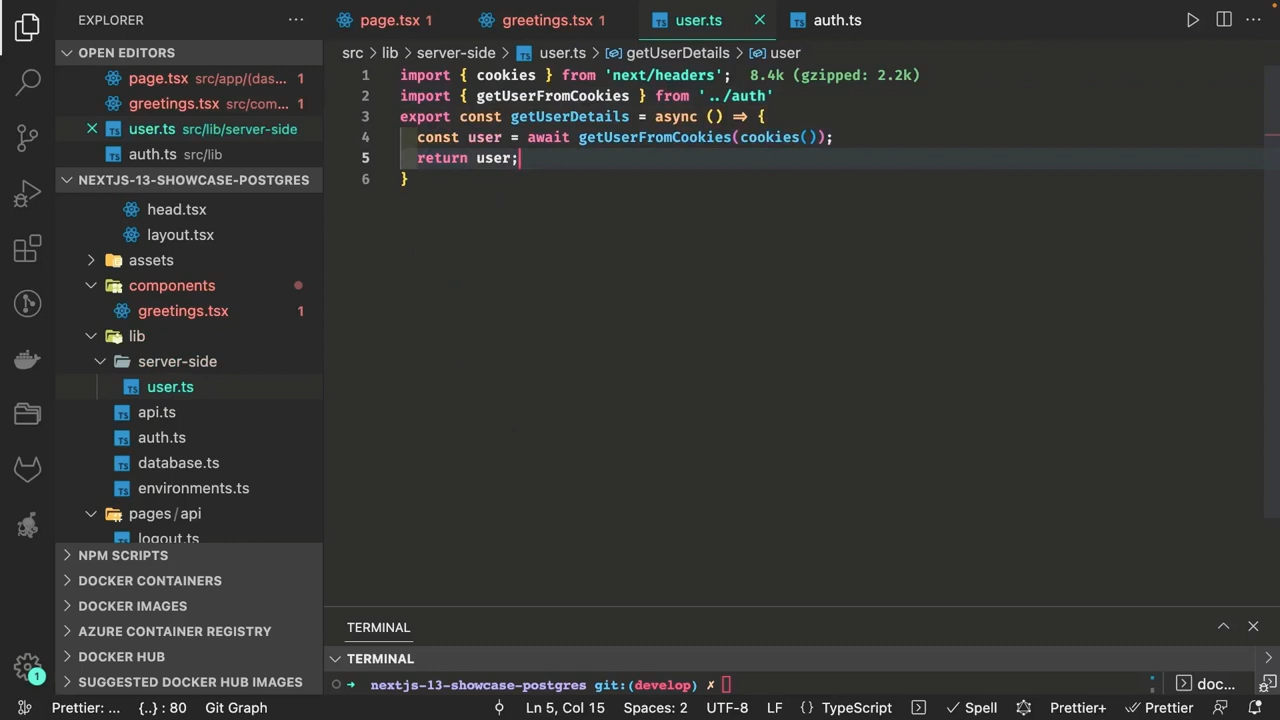 EXPLORER
OPEN EDITORS
page.tsx src/app/(das... 1
greetings.tsx src/com... 1
user.ts src/lib/server-side
auth.ts src/lib
NEXTJS-13-SHOWCASE-POSTGRES
head.tsx
layout.tsx
assets
components
greetings.tsx 1
lib
server-side
user.ts
api.ts
auth.ts
database.ts
environments.ts
pages / api
logout.ts
NPM SCRIPTS
DOCKER CONTAINERS
DOCKER IMAGES
AZURE CONTAINER REGISTRY
DOCKER HUB
SUGGESTED DOCKER HUB IMAGES
page.tsx 1 greetings.tsx 1 user.ts auth.ts
src > lib > server-side > user.ts > getUserDetails > user
1 import { cookies } from 'next/headers'; 8.4k (gzipped: 2.2k)
2 import { getUserFromCookies } from '../auth'
3 export const getUserDetails = async () => {
4 const user = await getUserFromCookies(cookies());
5 return user;
6 }
TERMINAL
TERMINAL
nextjs-13-showcase-postgres git:(develop) ✗
doc...
1
Prettier: ... {..} : 80 Git Graph Ln 5, Col 15 Spaces: 2 UTF-8 LF {} TypeScript Spell Prettier+ Prettier